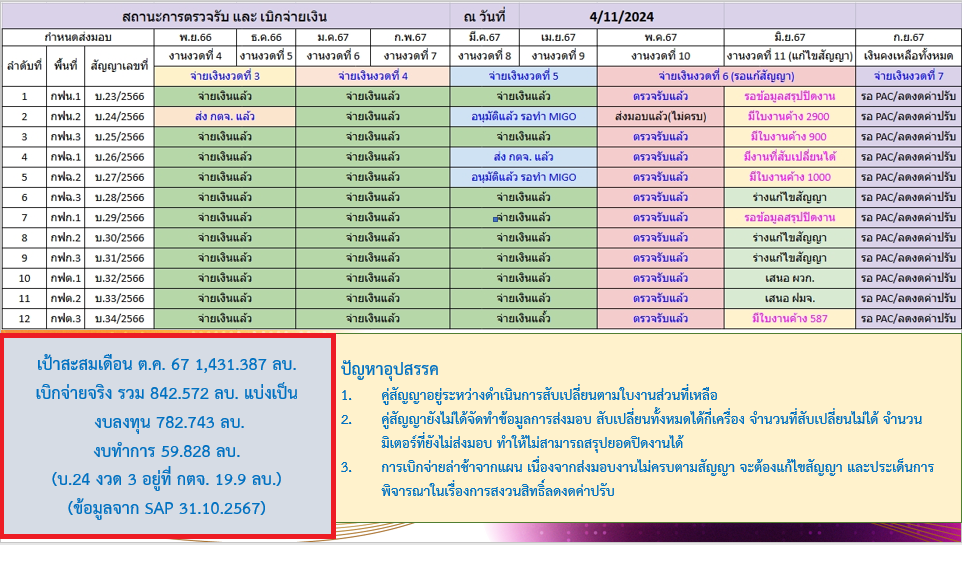 สถานะการตรวจรับ และ เบิกจ่ายเงิน ณ วันที่ 4/11/2024
กำหนดส่งมอบ พ.ย.66 ธ.ค.66 ม.ค.67 ก.พ.67 มี.ค.67 เม.ย.67 พ.ค.67 มิ.ย.67 ก.ย.67
ลำดับที่ พื้นที่ สัญญาเลขที่ งานงวดที่ 4 งานงวดที่ 5 งานงวดที่ 6 งานงวดที่ 7 งานงวดที่ 8 งานงวดที่ 9 งานงวดที่ 10 งานงวดที่ 11 (แก้ไขสัญญา) เงินคงเหลือทั้งหมด
จ่ายเงินงวดที่ 3 จ่ายเงินงวดที่ 4 จ่ายเงินงวดที่ 5 จ่ายเงินงวดที่ 6 (รอแก้สัญญา) จ่ายเงินงวดที่ 7
1 กฟน.1 บ.23/2566 จ่ายเงินแล้ว จ่ายเงินแล้ว จ่ายเงินแล้ว ตรวจรับแล้ว รอข้อมูลสรุปปิดงาน รอ PAC/ลดงดค่าปรับ
2 กฟน.2 บ.24/2566 ส่ง กตจ. แล้ว จ่ายเงินแล้ว อนุมัติแล้ว รอทำ MIGO ส่งมอบแล้ว(ไม่ครบ) มีใบงานค้าง 2900 รอ PAC/ลดงดค่าปรับ
3 กฟน.3 บ.25/2566 จ่ายเงินแล้ว จ่ายเงินแล้ว จ่ายเงินแล้ว ตรวจรับแล้ว มีใบงานค้าง 900 รอ PAC/ลดงดค่าปรับ
4 กฟฉ.1 บ.26/2566 จ่ายเงินแล้ว จ่ายเงินแล้ว ส่ง กตจ. แล้ว ตรวจรับแล้ว มีงานที่สับเปลี่ยนได้ รอ PAC/ลดงดค่าปรับ
5 กฟฉ.2 บ.27/2566 จ่ายเงินแล้ว จ่ายเงินแล้ว อนุมัติแล้ว รอทำ MIGO ตรวจรับแล้ว มีใบงานค้าง 1000 รอ PAC/ลดงดค่าปรับ
6 กฟฉ.3 บ.28/2566 จ่ายเงินแล้ว จ่ายเงินแล้ว จ่ายเงินแล้ว ตรวจรับแล้ว ร่างแก้ไขสัญญา รอ PAC/ลดงดค่าปรับ
7 กฟก.1 บ.29/2566 จ่ายเงินแล้ว จ่ายเงินแล้ว จ่ายเงินแล้ว ตรวจรับแล้ว รอข้อมูลสรุปปิดงาน รอ PAC/ลดงดค่าปรับ
8 กฟก.2 บ.30/2566 จ่ายเงินแล้ว จ่ายเงินแล้ว จ่ายเงินแล้ว ตรวจรับแล้ว ร่างแก้ไขสัญญา รอ PAC/ลดงดค่าปรับ
9 กฟก.3 บ.31/2566 จ่ายเงินแล้ว จ่ายเงินแล้ว จ่ายเงินแล้ว ตรวจรับแล้ว ร่างแก้ไขสัญญา รอ PAC/ลดงดค่าปรับ
10 กฟต.1 บ.32/2566 จ่ายเงินแล้ว จ่ายเงินแล้ว จ่ายเงินแล้ว ตรวจรับแล้ว เสนอ ผวก. รอ PAC/ลดงดค่าปรับ
11 กฟต.2 บ.33/2566 จ่ายเงินแล้ว จ่ายเงินแล้ว จ่ายเงินแล้ว ตรวจรับแล้ว เสนอ ฝมจ. รอ PAC/ลดงดค่าปรับ
12 กฟต.3 บ.34/2566 จ่ายเงินแล้ว จ่ายเงินแล้ว จ่ายเงินแล้ว ตรวจรับแล้ว มีใบงานค้าง 587 รอ PAC/ลดงดค่าปรับ
เป้าสะสมเดือน ต.ค. 67 1,431.387 ลบ.
เบิกจ่ายจริง รวม 842.572 ลบ. แบ่งเป็น
งบลงทุน 782.743 ลบ.
งบทำการ 59.828 ลบ.
(บ.24 งวด 3 อยู่ที่ กตจ. 19.9 ลบ.)
(ข้อมูลจาก SAP 31.10.2567)
ปัญหาอุปสรรค
1. คู่สัญญาอยู่ระหว่างดำเนินการสับเปลี่ยนตามใบงานส่วนที่เหลือ
2. คู่สัญญายังไม่ได้จัดทำข้อมูลการส่งมอบ สับเปลี่ยนทั้งหมดได้กี่เครื่อง จำนวนที่สับเปลี่ยนไม่ได้ จำนวน
มิเตอร์ที่ยังไม่ส่งมอบ ทำให้ไม่สามารถสรุปยอดปิดงานได้
3. การเบิกจ่ายล่าช้าจากแผน เนื่องจากส่งมอบงานไม่ครบตามสัญญา จะต้องแก้ไขสัญญา และประเด็นการ
พิจารณาในเรื่องการสงวนสิทธิ์ลดงดค่าปรับ